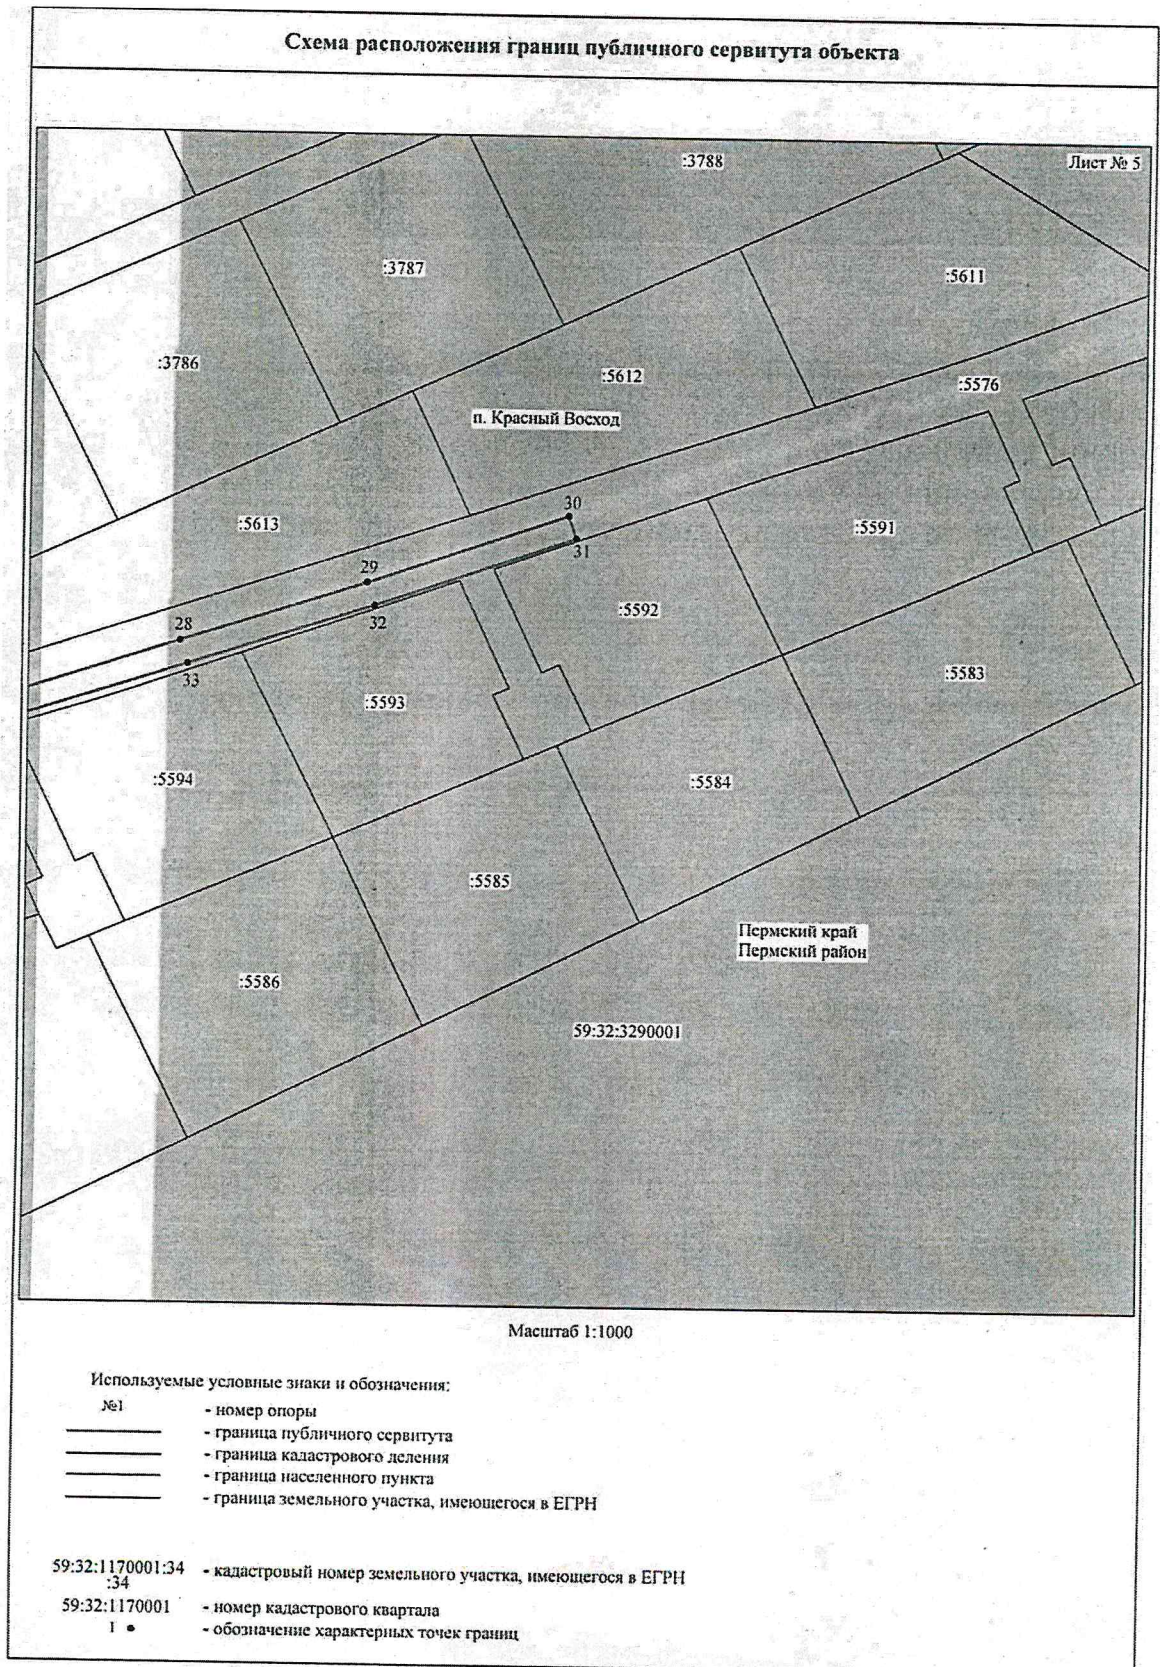 Схема расположения границ публичного сервитута объекта
Лист № 5
:3788
:3787
:5611
:3786
:5612
:5576
п. Красный Восход
30
:5613
:5591
31
29
:5592
32
28
33
:5593
:5583
:5594
:5584
:5585
Пермский край
Пермский район
:5586
59:32:3290001
Масштаб 1:1000
Используемые условные знаки и обозначения:
№1 - номер опоры
- граница публичного сервитута
- граница кадастрового деления
- граница населенного пункта
- граница земельного участка, имеющегося в ЕГРН
59:32:1170001:34 - кадастровый номер земельного участка, имеющегося в ЕГРН
:34
59:32:1170001 - номер кадастрового квартала
1 ● - обозначение характерных точек границ